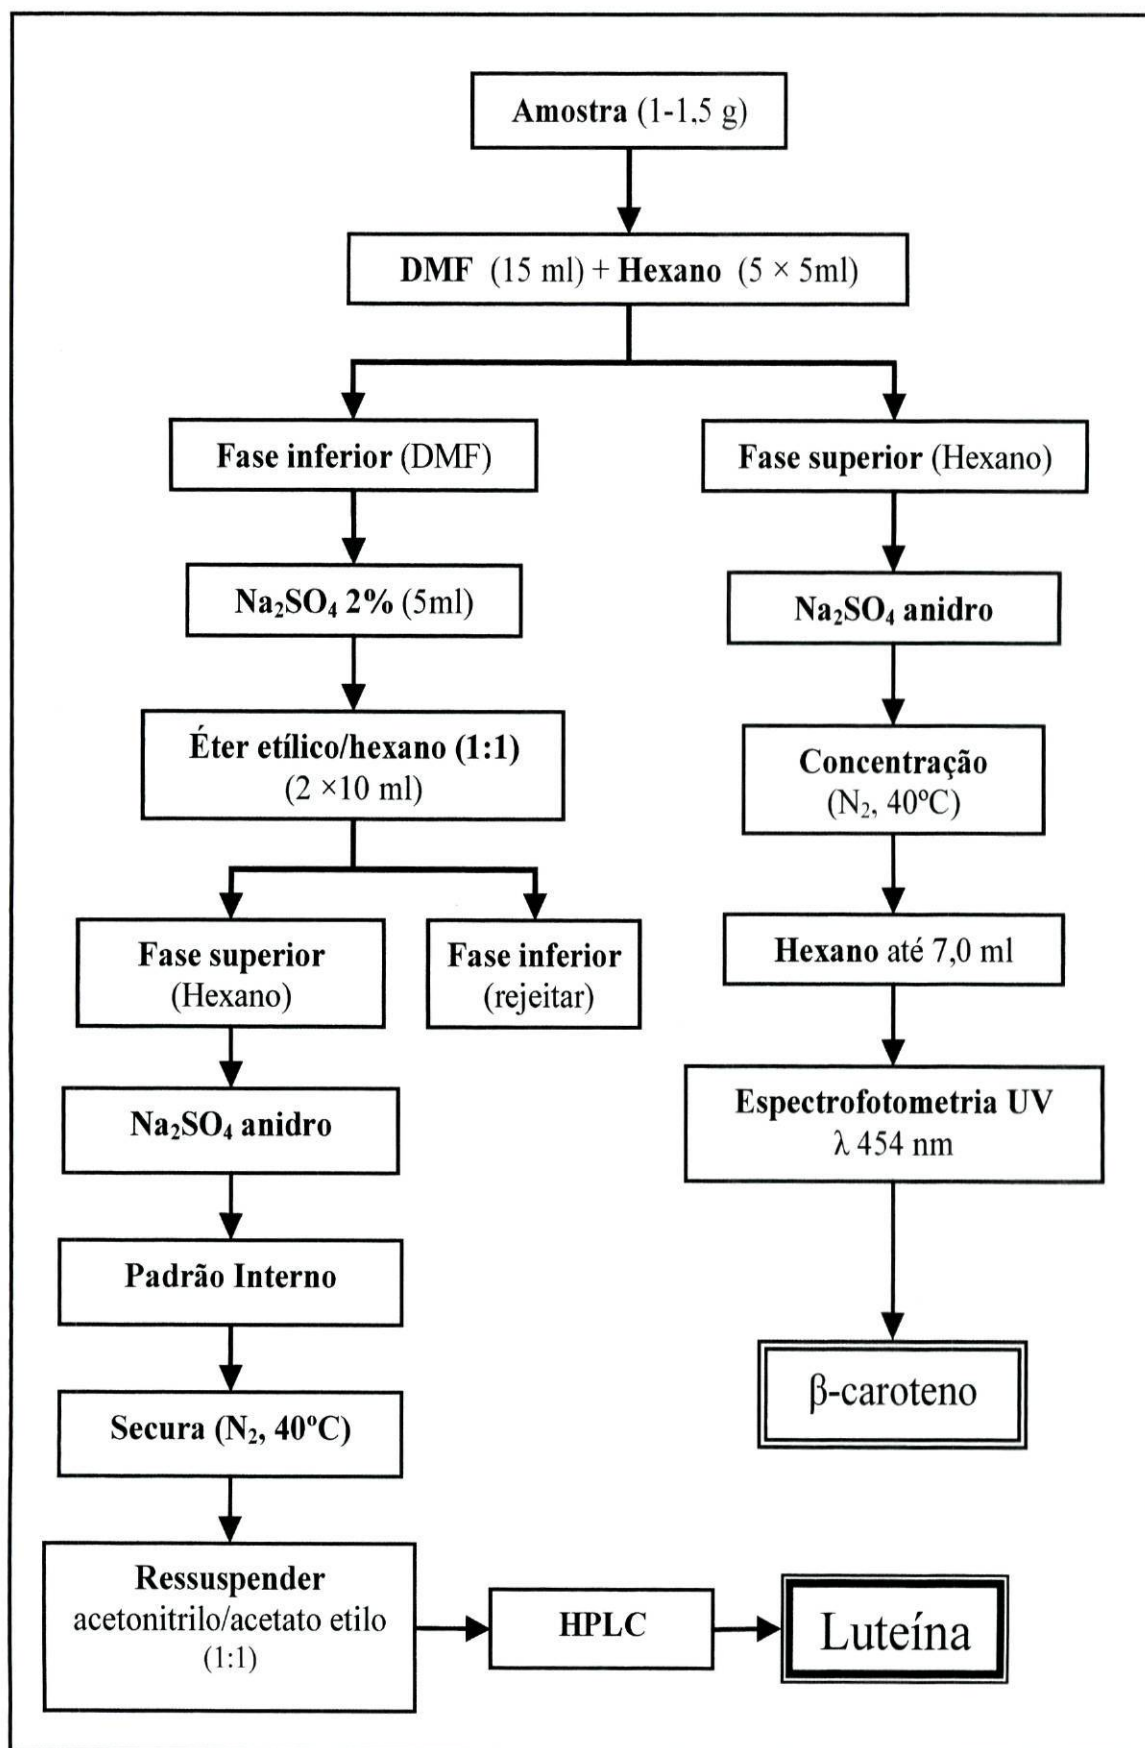 Amostra (1-1,5 g)
DMF (15 ml) + Hexano (5 × 5ml)
Fase inferior (DMF)
Fase superior (Hexano)
Na₂SO₄ 2% (5ml)
Na₂SO₄ anidro
Éter etílico/hexano (1:1)
(2 ×10 ml)
Concentração
(N₂, 40ºC)
Fase superior
(Hexano)
Fase inferior
(rejeitar)
Hexano até 7,0 ml
Na₂SO₄ anidro
Espectrofotometria UV
λ 454 nm
Padrão Interno
Secura (N₂, 40ºC)
β-caroteno
Ressuspender
acetonitrilo/acetato etilo
(1:1)
HPLC
Luteína